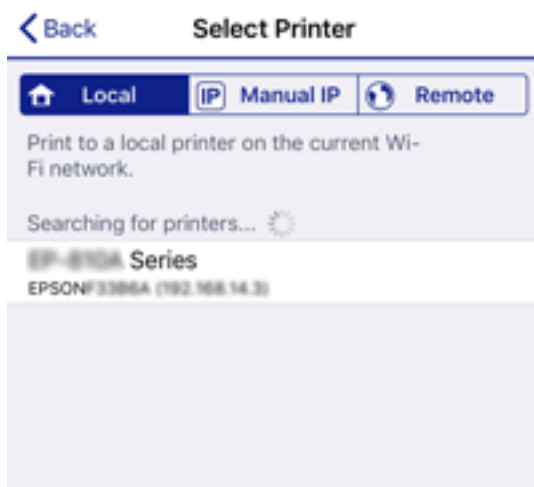 Back
Select Printer
Local
IP Manual IP
Remote
Print to a local printer on the current Wi-
Fi network.
Searching for printers...
Series
EPSON